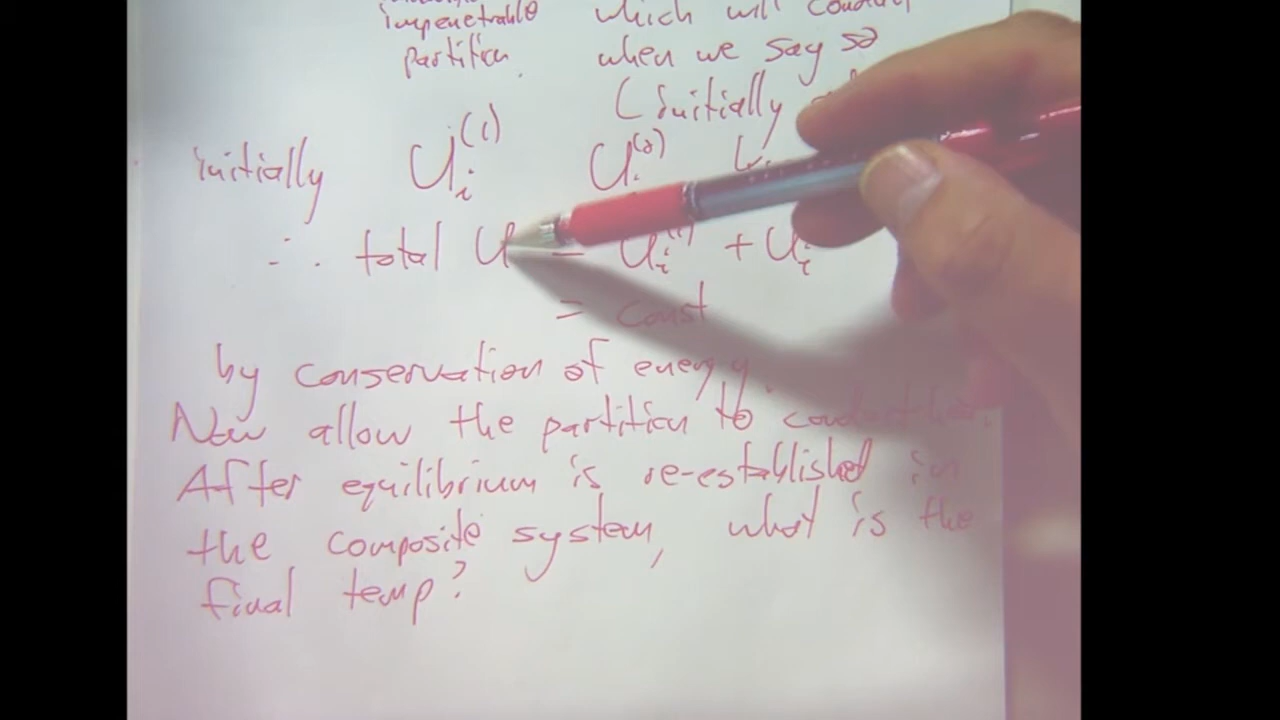 impenetrable which will conduct
partition. when we say so
(Initially
initially U_i^(1) U_i^(2)
∴ total U = U_i^(1) + U_i
= const
by conservation of energy.
Now allow the partition to conduct heat.
After equilibrium is re-established in
the composite system, what is the
final temp?